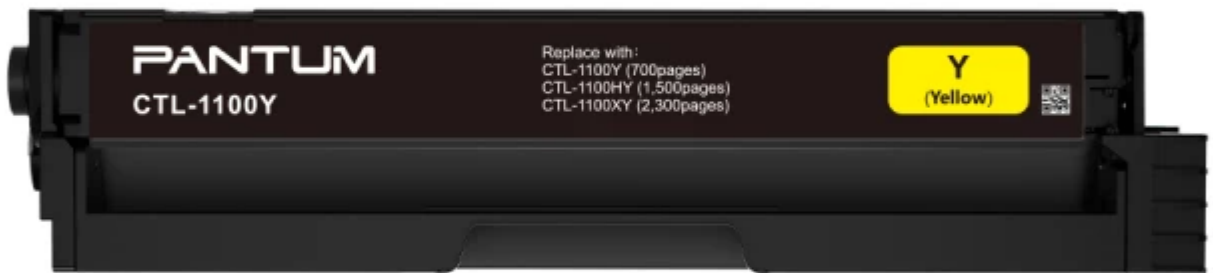 PANTUM
CTL-1100Y
Replace with:
CTL-1100Y (700pages)
CTL-1100HY (1,500pages)
CTL-1100XY (2,300pages)
Y
(Yellow)